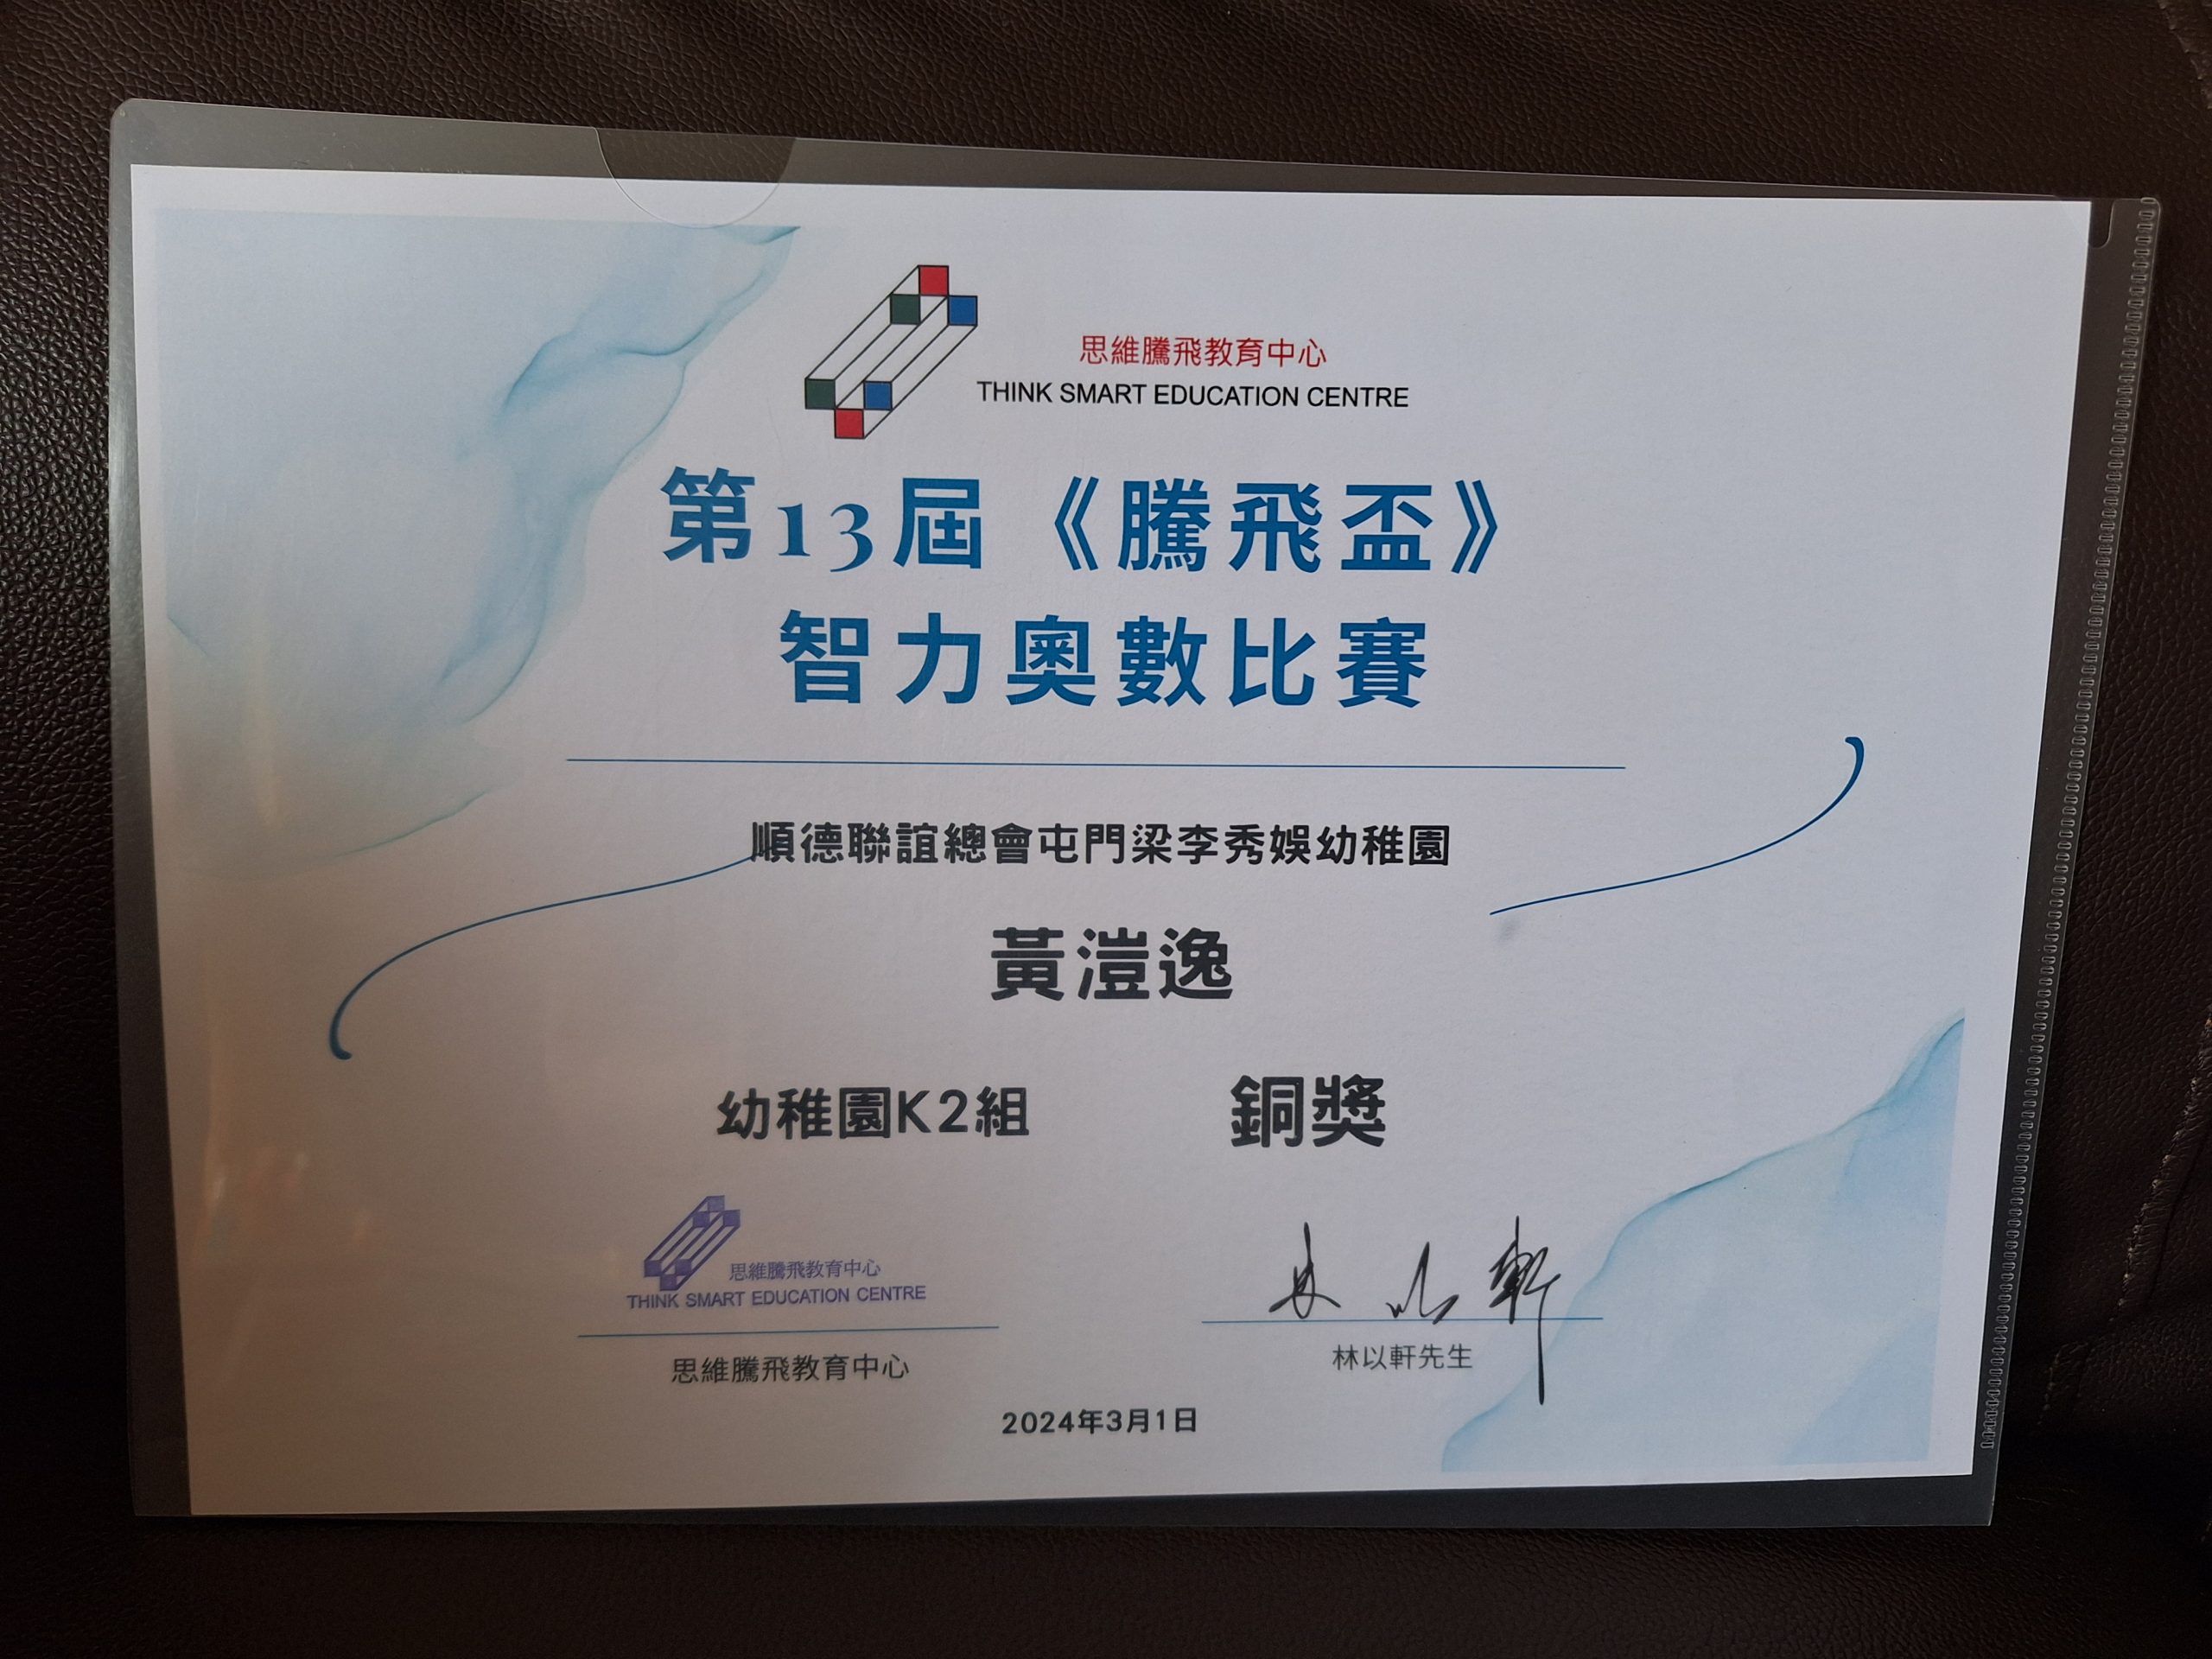 思維騰飛教育中心
THINK SMART EDUCATION CENTRE
第13屆《騰飛盃》
智力奧數比賽
順德聯誼總會屯門梁李秀娛幼稚園
黃溰逸
幼稚園K2組 銅獎
思維騰飛教育中心
THINK SMART EDUCATION CENTRE
林以軒
思維騰飛教育中心
林以軒先生
2024年3月1日